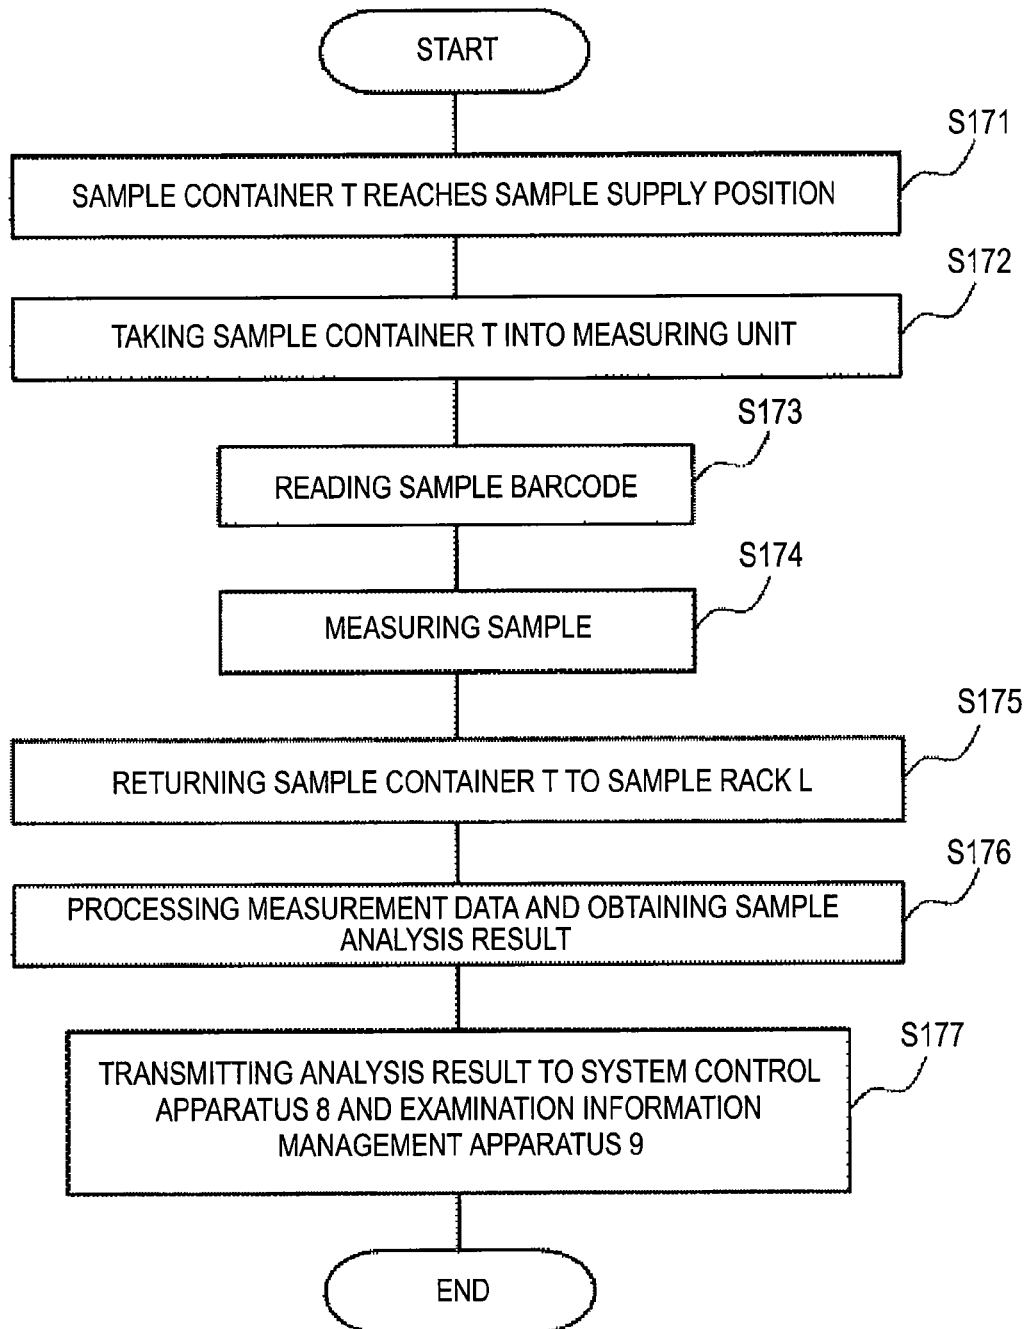 START
S171
SAMPLE CONTAINER T REACHES SAMPLE SUPPLY POSITION
S172
TAKING SAMPLE CONTAINER T INTO MEASURING UNIT
S173
READING SAMPLE BARCODE
S174
MEASURING SAMPLE
S175
RETURNING SAMPLE CONTAINER T TO SAMPLE RACK L
S176
PROCESSING MEASUREMENT DATA AND OBTAINING SAMPLE
ANALYSIS RESULT
S177
TRANSMITTING ANALYSIS RESULT TO SYSTEM CONTROL
APPARATUS 8 AND EXAMINATION INFORMATION
MANAGEMENT APPARATUS 9
END